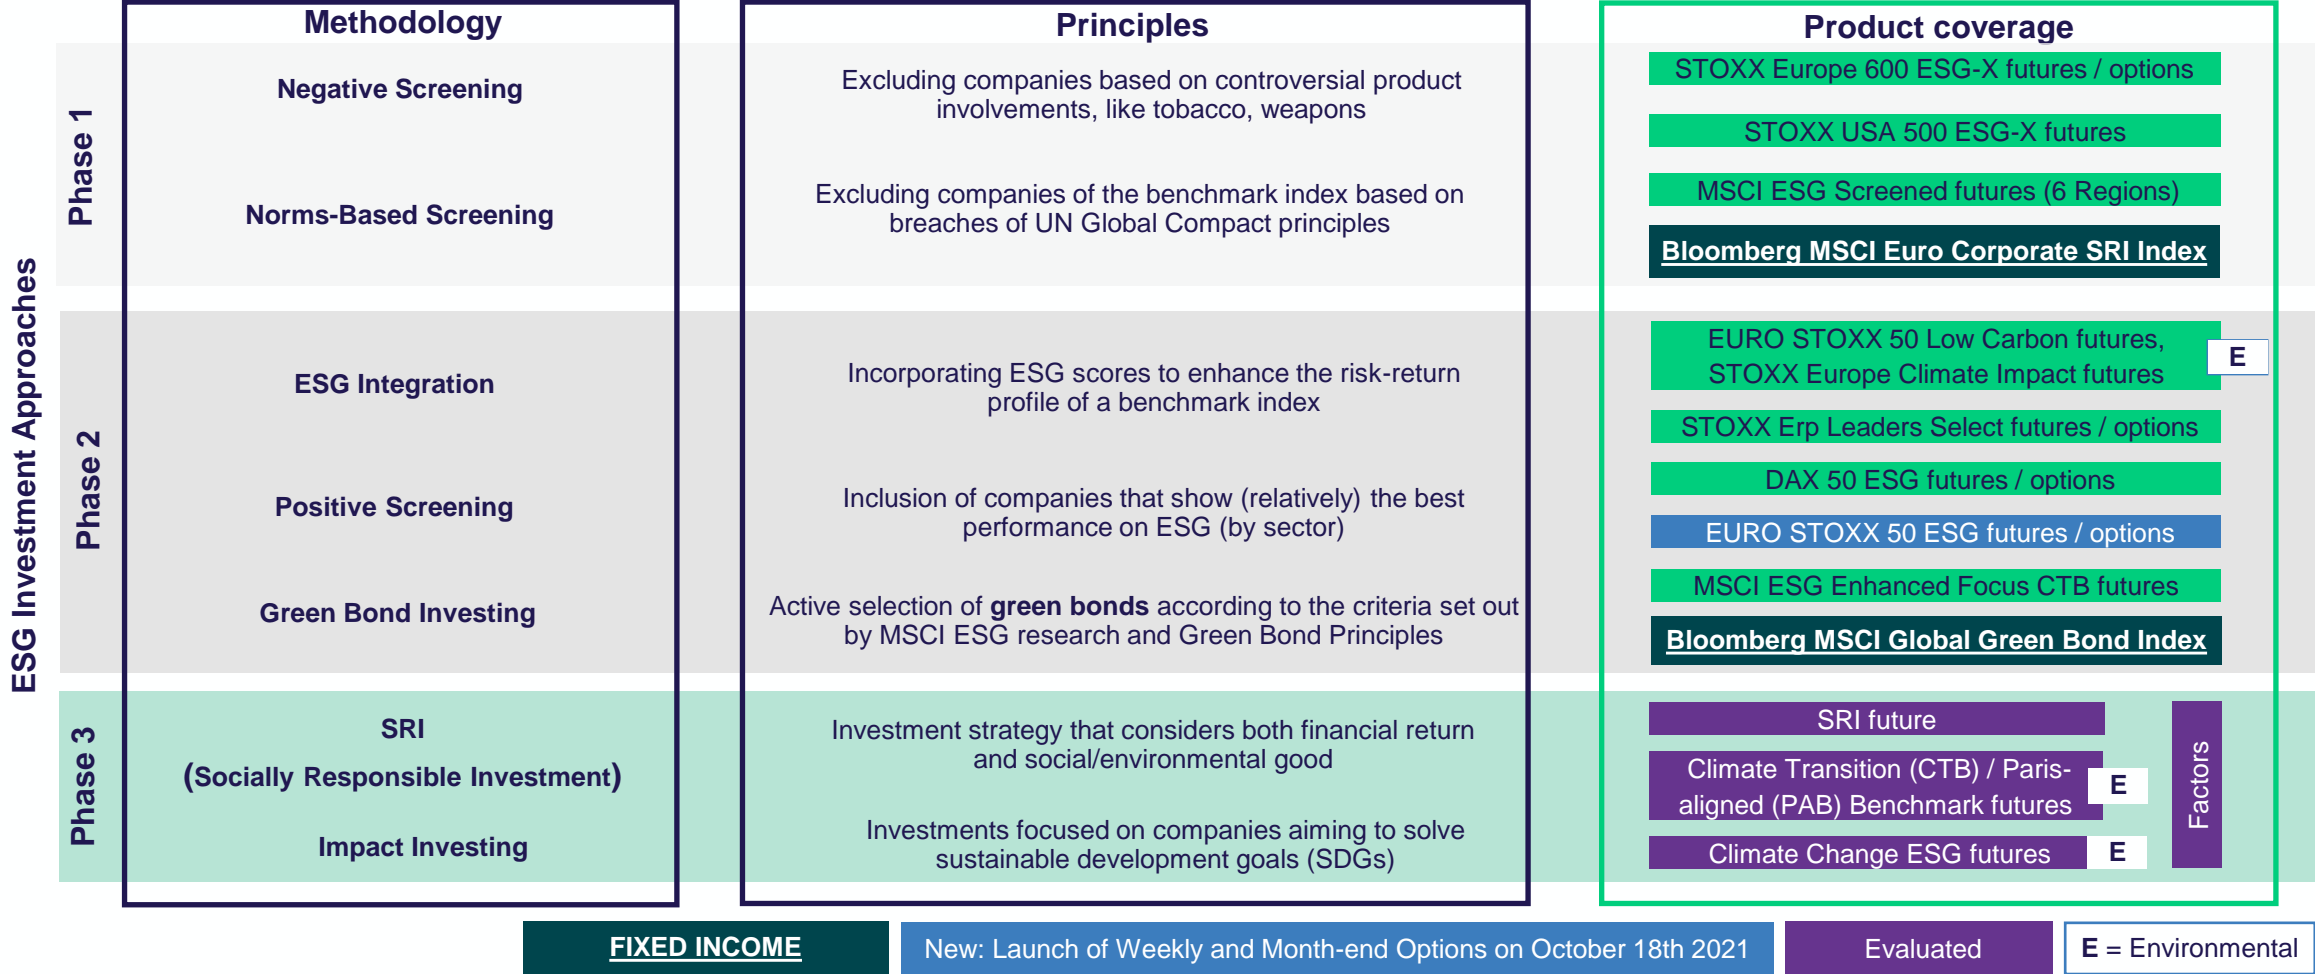 Methodology
Principles
Product coverage
ESG Investment Approaches
Phase 1
Negative Screening
Excluding companies based on controversial product
involvements, like tobacco, weapons
Norms-Based Screening
Excluding companies of the benchmark index based on
breaches of UN Global Compact principles
STOXX Europe 600 ESG-X futures / options
STOXX USA 500 ESG-X futures
MSCI ESG Screened futures (6 Regions)
Bloomberg MSCI Euro Corporate SRI Index
Phase 2
ESG Integration
Incorporating ESG scores to enhance the risk-return
profile of a benchmark index
Positive Screening
Inclusion of companies that show (relatively) the best
performance on ESG (by sector)
Green Bond Investing
Active selection of green bonds according to the criteria set out
by MSCI ESG research and Green Bond Principles
EURO STOXX 50 Low Carbon futures,
STOXX Europe Climate Impact futures
E
STOXX Erp Leaders Select futures / options
DAX 50 ESG futures / options
EURO STOXX 50 ESG futures / options
MSCI ESG Enhanced Focus CTB futures
Bloomberg MSCI Global Green Bond Index
Phase 3
SRI
(Socially Responsible Investment)
Investment strategy that considers both financial return
and social/environmental good
Impact Investing
Investments focused on companies aiming to solve
sustainable development goals (SDGs)
SRI future
Climate Transition (CTB) / Paris-
aligned (PAB) Benchmark futures
E
Climate Change ESG futures
E
Factors
FIXED INCOME
New: Launch of Weekly and Month-end Options on October 18th 2021
Evaluated
E = Environmental